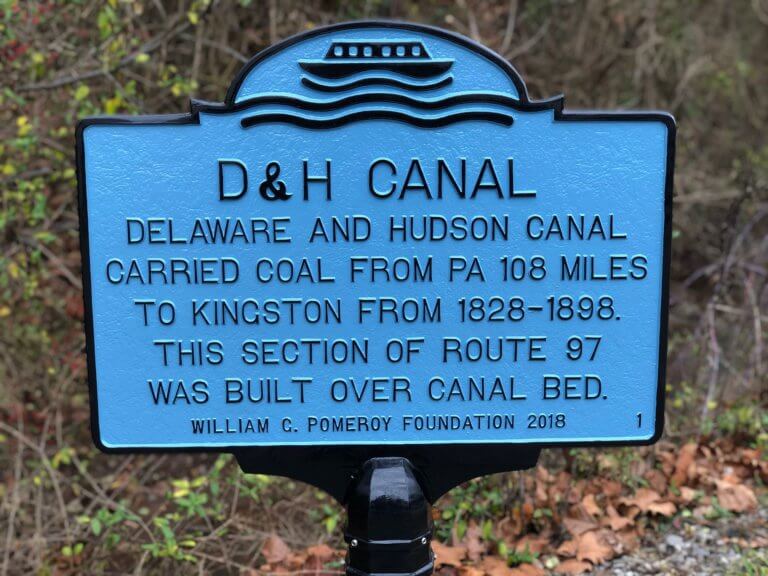 D & H CANAL
DELAWARE AND HUDSON CANAL
CARRIED COAL FROM PA 108 MILES
TO KINGSTON FROM 1828-1898.
THIS SECTION OF ROUTE 97
WAS BUILT OVER CANAL BED.
WILLIAM G. POMEROY FOUNDATION 2018 1